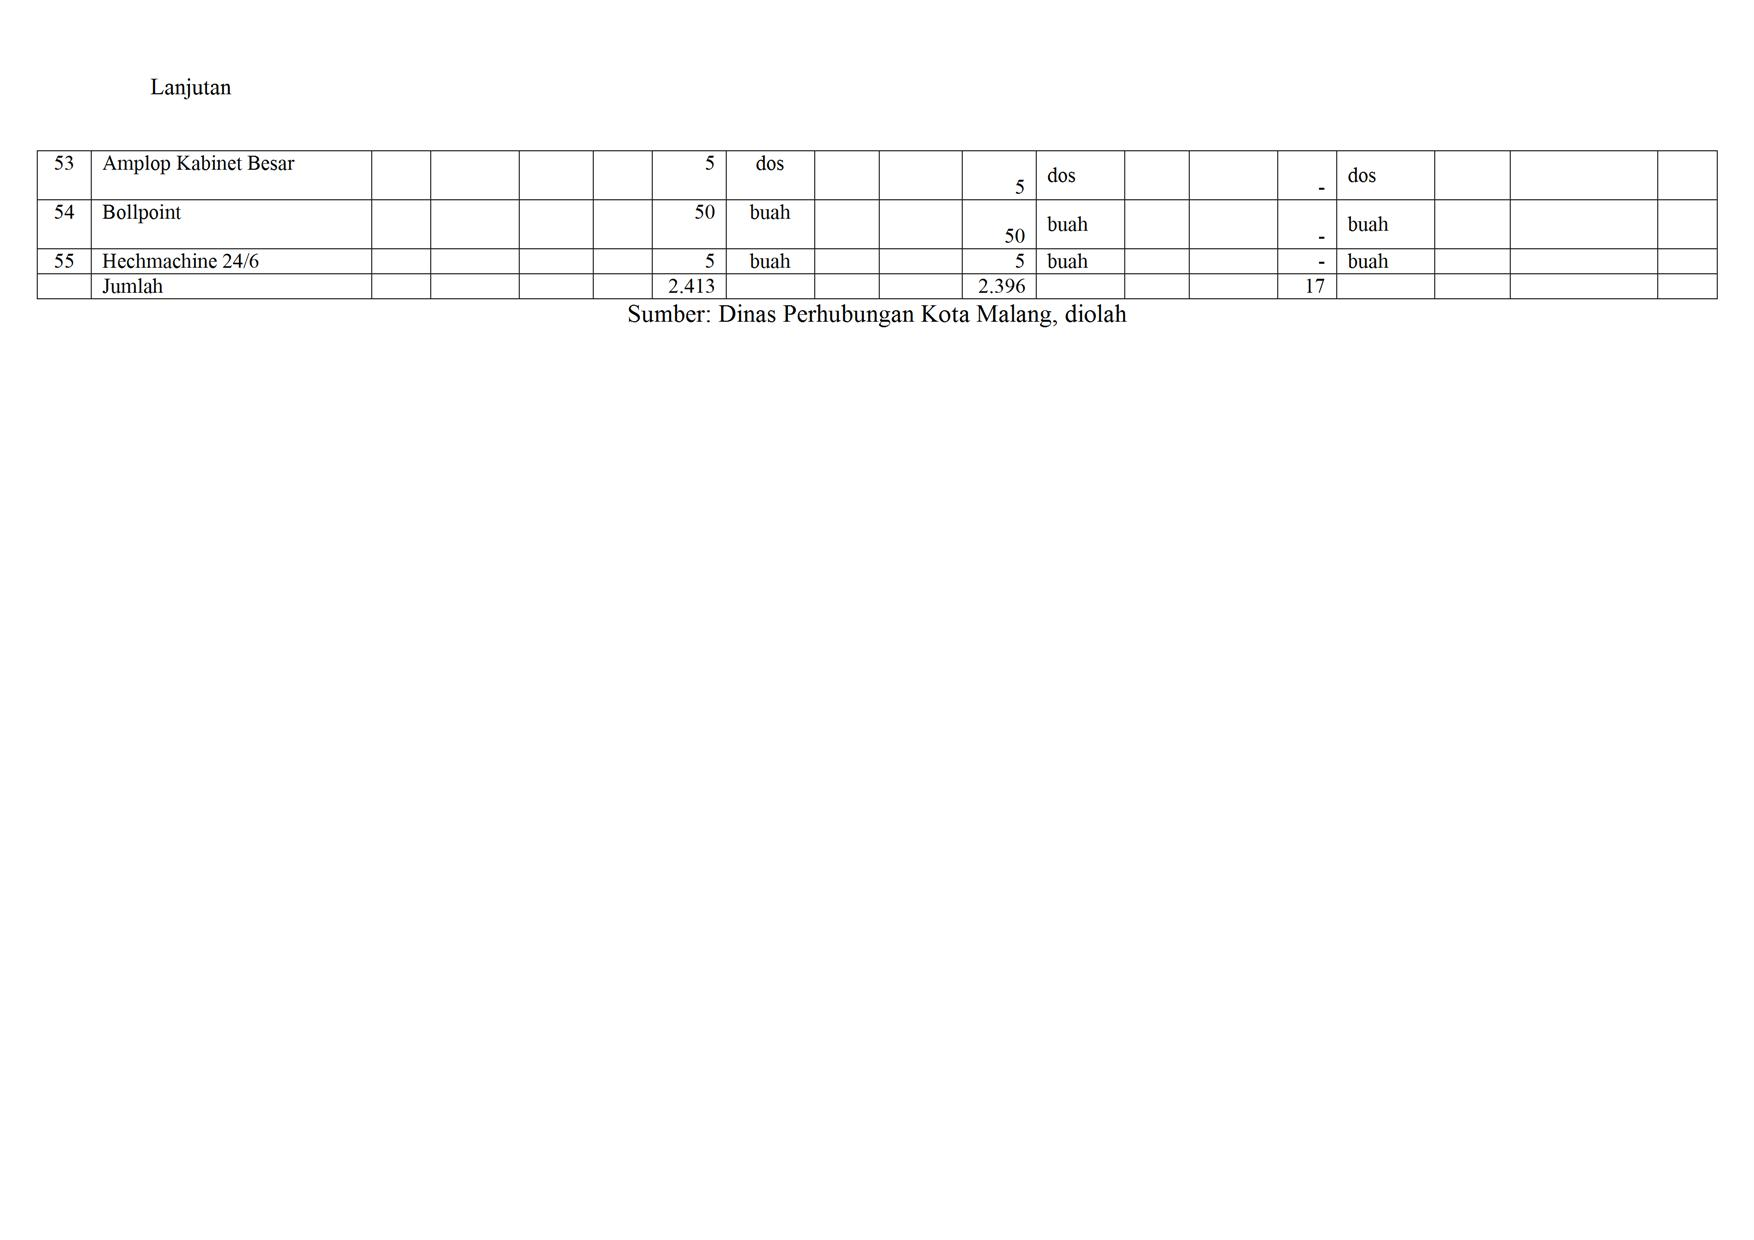 Lanjutan
53 Amplop Kabinet Besar 5 dos 5 dos - dos
54 Bollpoint 50 buah 50 buah - buah
55 Hechmachine 24/6 5 buah 5 buah - buah
Jumlah 2.413 2.396 17
Sumber: Dinas Perhubungan Kota Malang, diolah